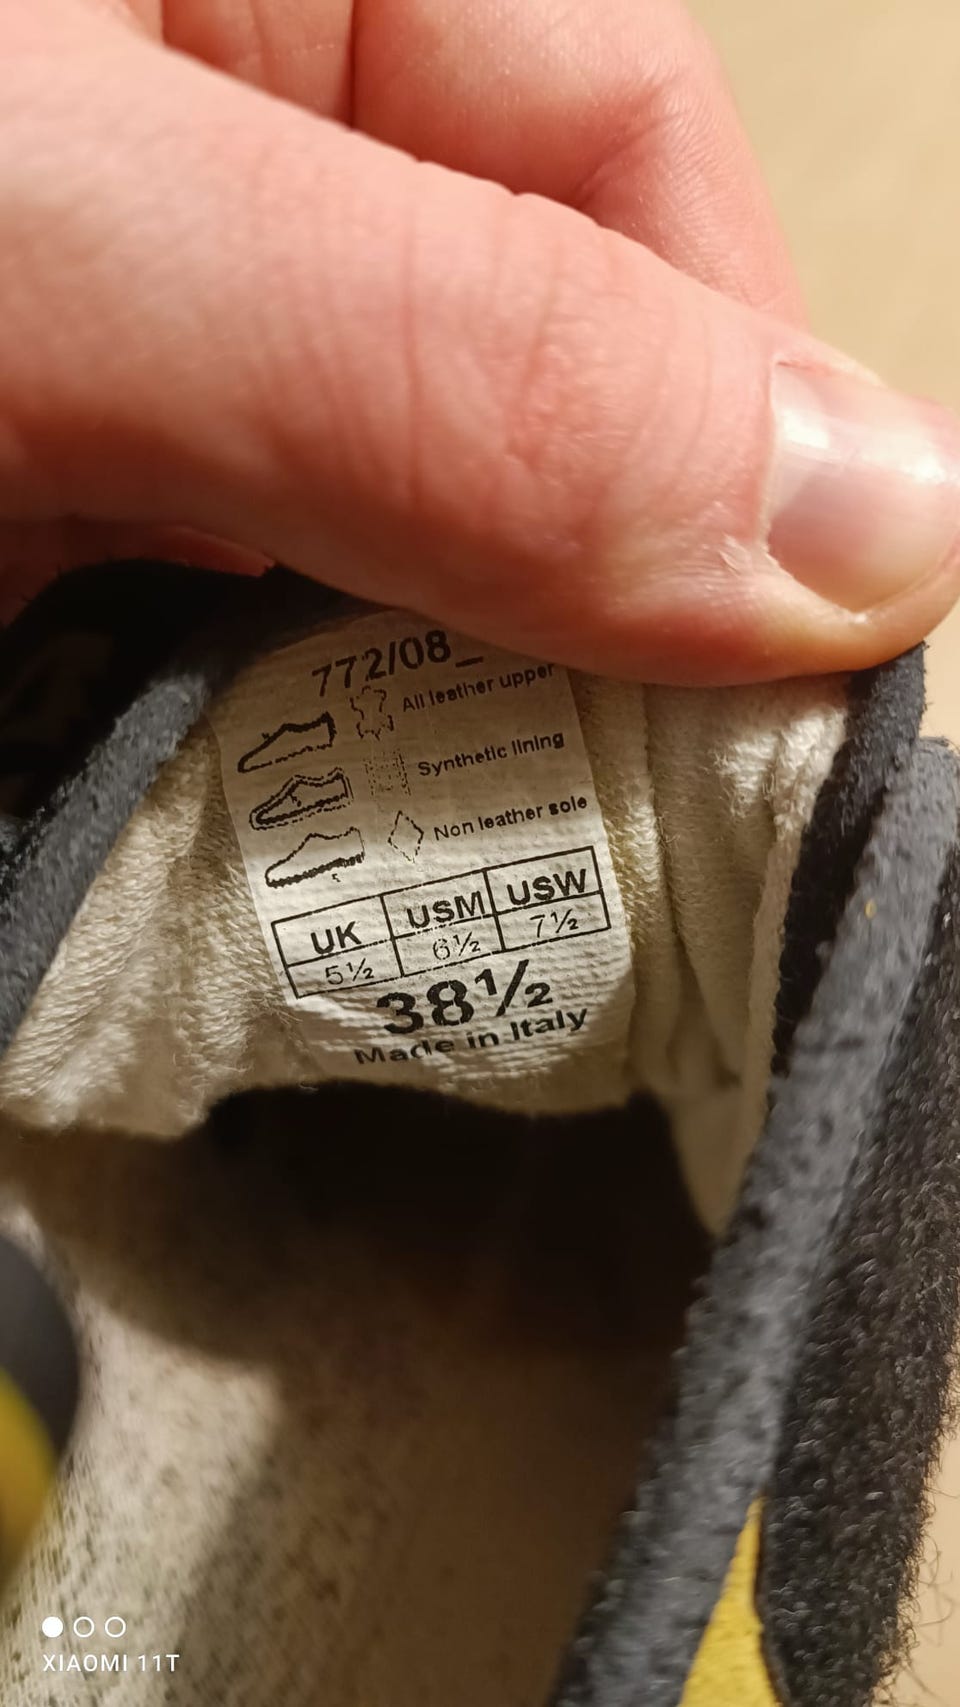 772/08_
All leather upper
Synthetic lining
Non leather sole
UK USM USW
5½ 6½ 7½
38½
Made in Italy
XIAOMI 11T